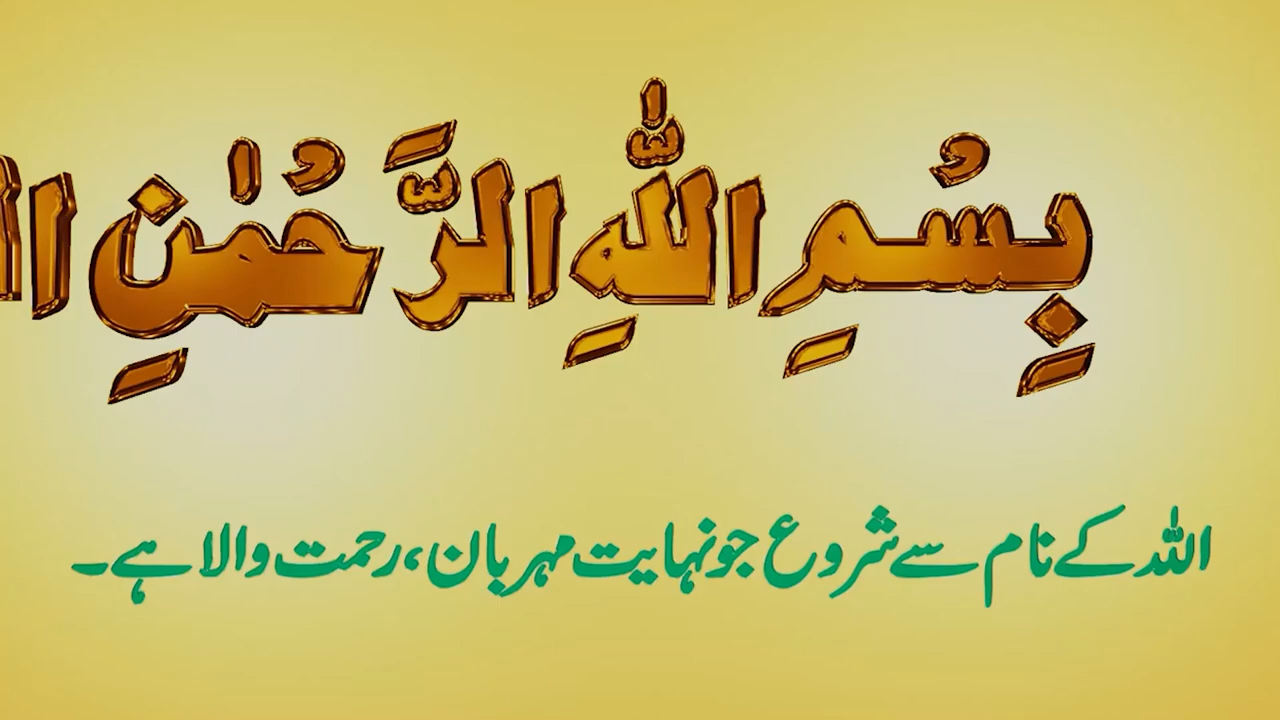 بِسْمِ اللّٰهِ الرَّحْمٰنِ
اللہ کے نام سے شروع جو نہایت مہربان، رحمت والا ہے۔